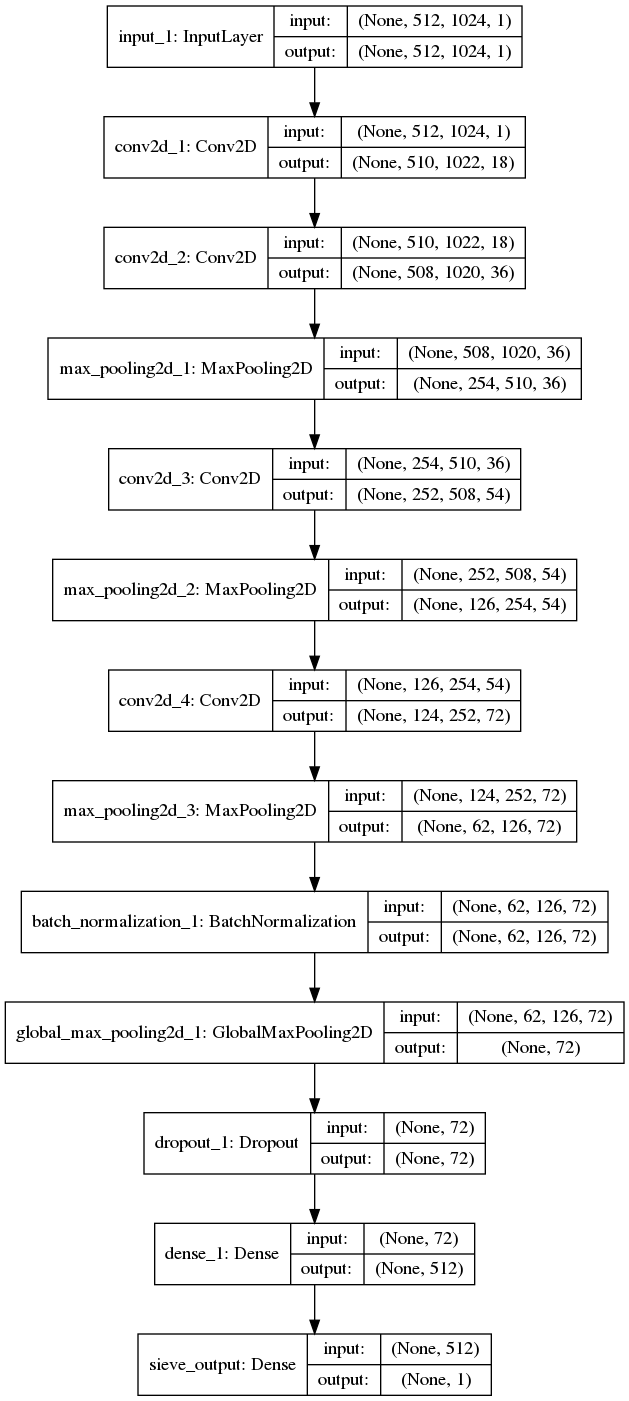 input_1: InputLayer
input: (None, 512, 1024, 1)
output: (None, 512, 1024, 1)
conv2d_1: Conv2D
input: (None, 512, 1024, 1)
output: (None, 510, 1022, 18)
conv2d_2: Conv2D
input: (None, 510, 1022, 18)
output: (None, 508, 1020, 36)
max_pooling2d_1: MaxPooling2D
input: (None, 508, 1020, 36)
output: (None, 254, 510, 36)
conv2d_3: Conv2D
input: (None, 254, 510, 36)
output: (None, 252, 508, 54)
max_pooling2d_2: MaxPooling2D
input: (None, 252, 508, 54)
output: (None, 126, 254, 54)
conv2d_4: Conv2D
input: (None, 126, 254, 54)
output: (None, 124, 252, 72)
max_pooling2d_3: MaxPooling2D
input: (None, 124, 252, 72)
output: (None, 62, 126, 72)
batch_normalization_1: BatchNormalization
input: (None, 62, 126, 72)
output: (None, 62, 126, 72)
global_max_pooling2d_1: GlobalMaxPooling2D
input: (None, 62, 126, 72)
output: (None, 72)
dropout_1: Dropout
input: (None, 72)
output: (None, 72)
dense_1: Dense
input: (None, 72)
output: (None, 512)
sieve_output: Dense
input: (None, 512)
output: (None, 1)